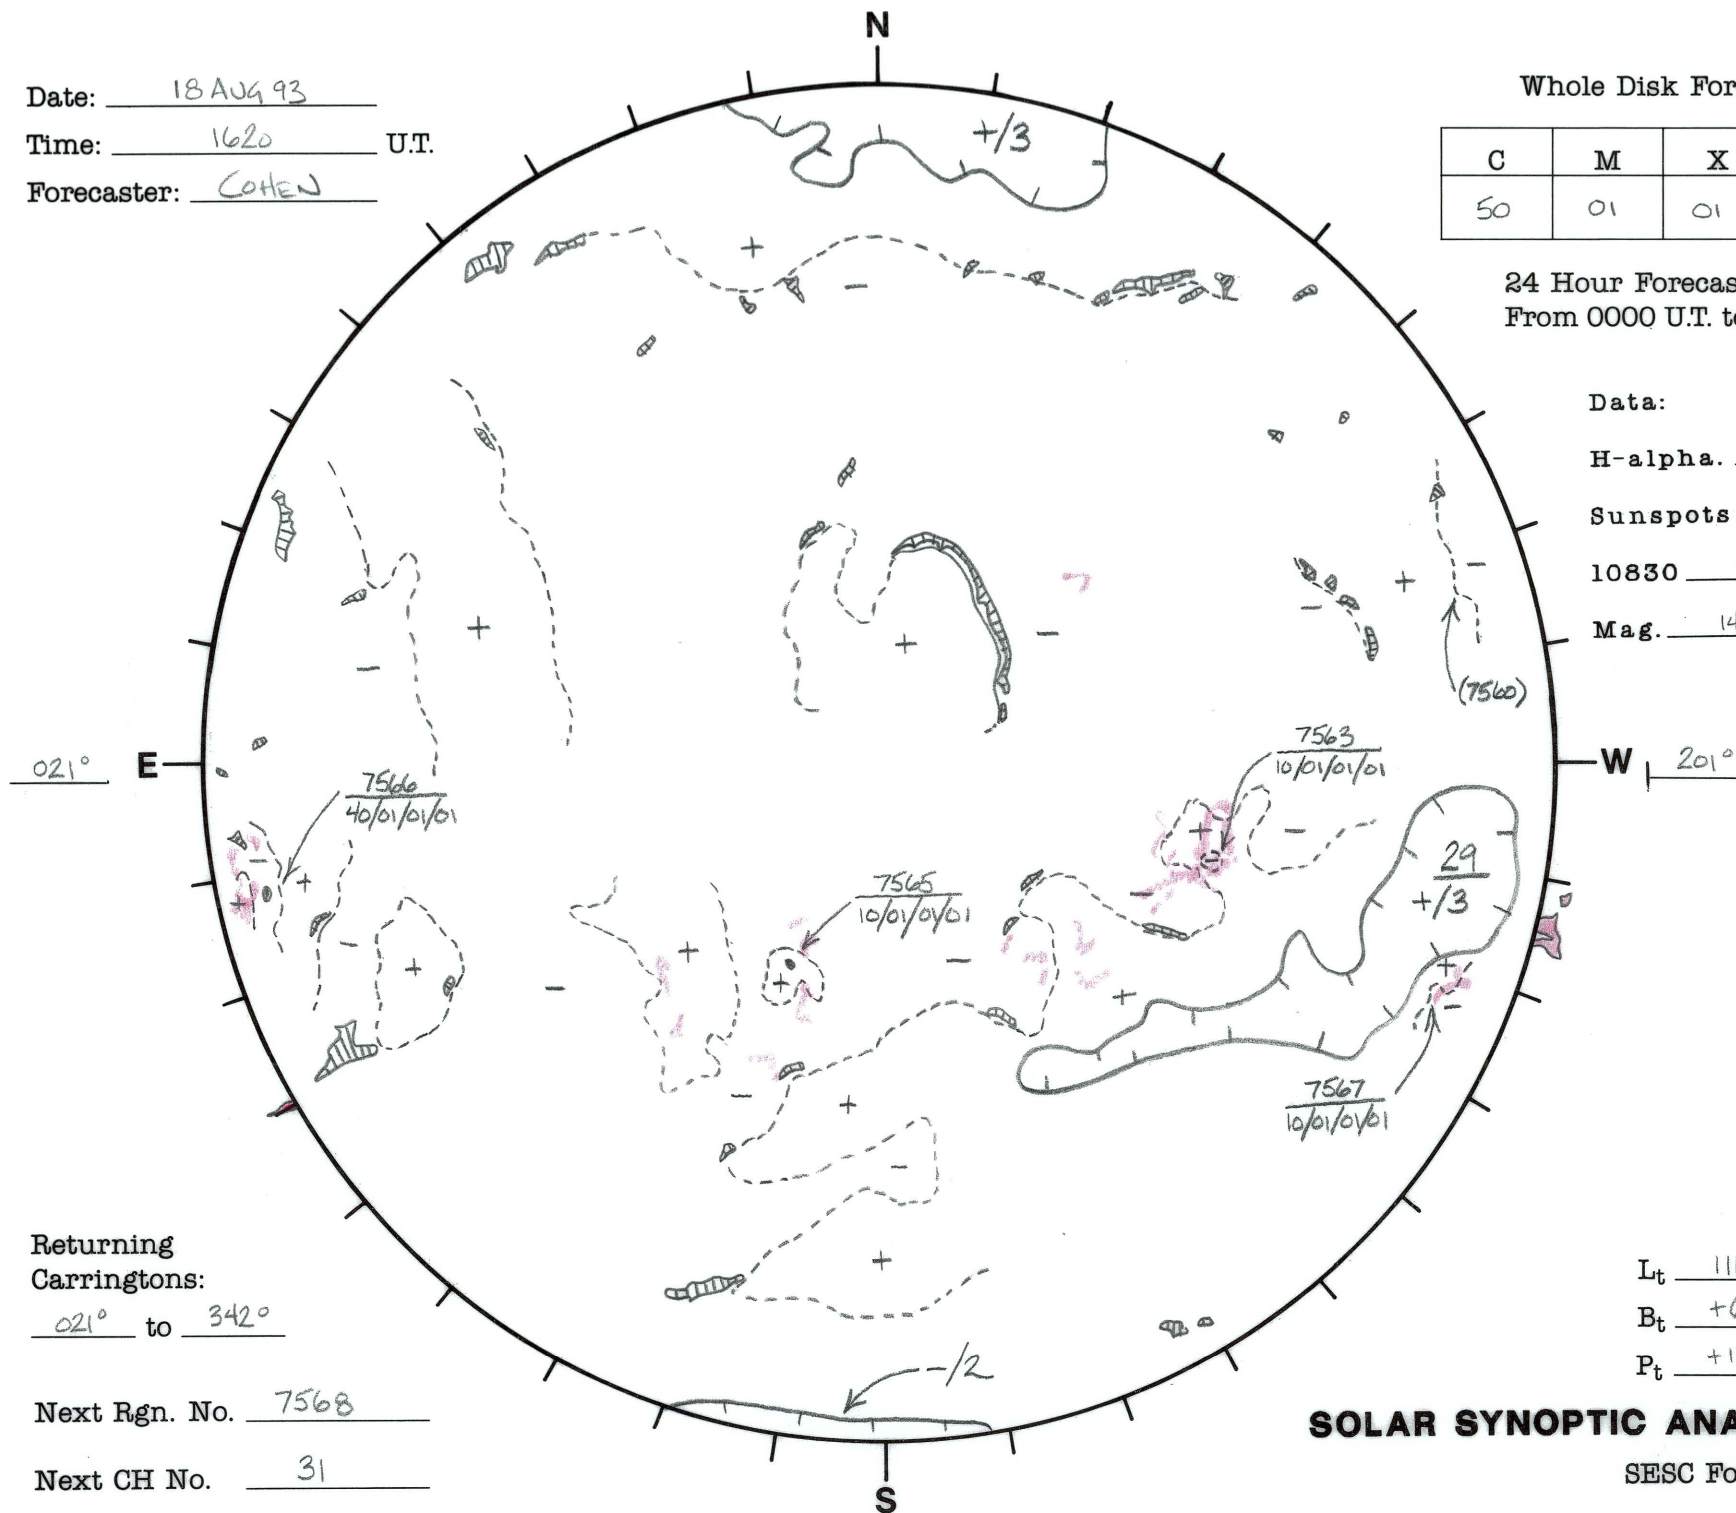 N
Date: 18 AUG 93
Time: 1620 U.T.
Forecaster: COHEN
Whole Disk For
C M X
50 01 01
24 Hour Forecas
From 0000 U.T. t
Data:
H-alpha.
Sunspots
10830
Mag. 14
+/3
+
-
+
-
+
-
+
-
+
-
(7560)
7563
10/01/01/01
021° E
W 201°
7566
40/01/01/01
7565
10/01/01/01
29
+/3
7567
10/01/01/01
-/2
Returning
Carringtons:
021° to 342°
Next Rgn. No. 7568
Next CH No. 31
Lt 11
Bt +
Pt +1
SOLAR SYNOPTIC ANA
SESC Fo
S